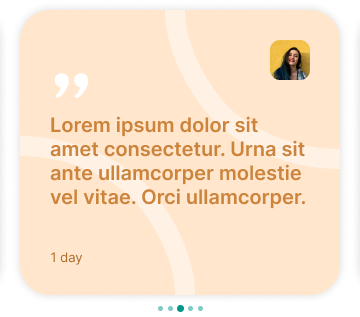 ”
Lorem ipsum dolor sit
amet consectetur. Urna sit
ante ullamcorper molestie
vel vitae. Orci ullamcorper.
1 day